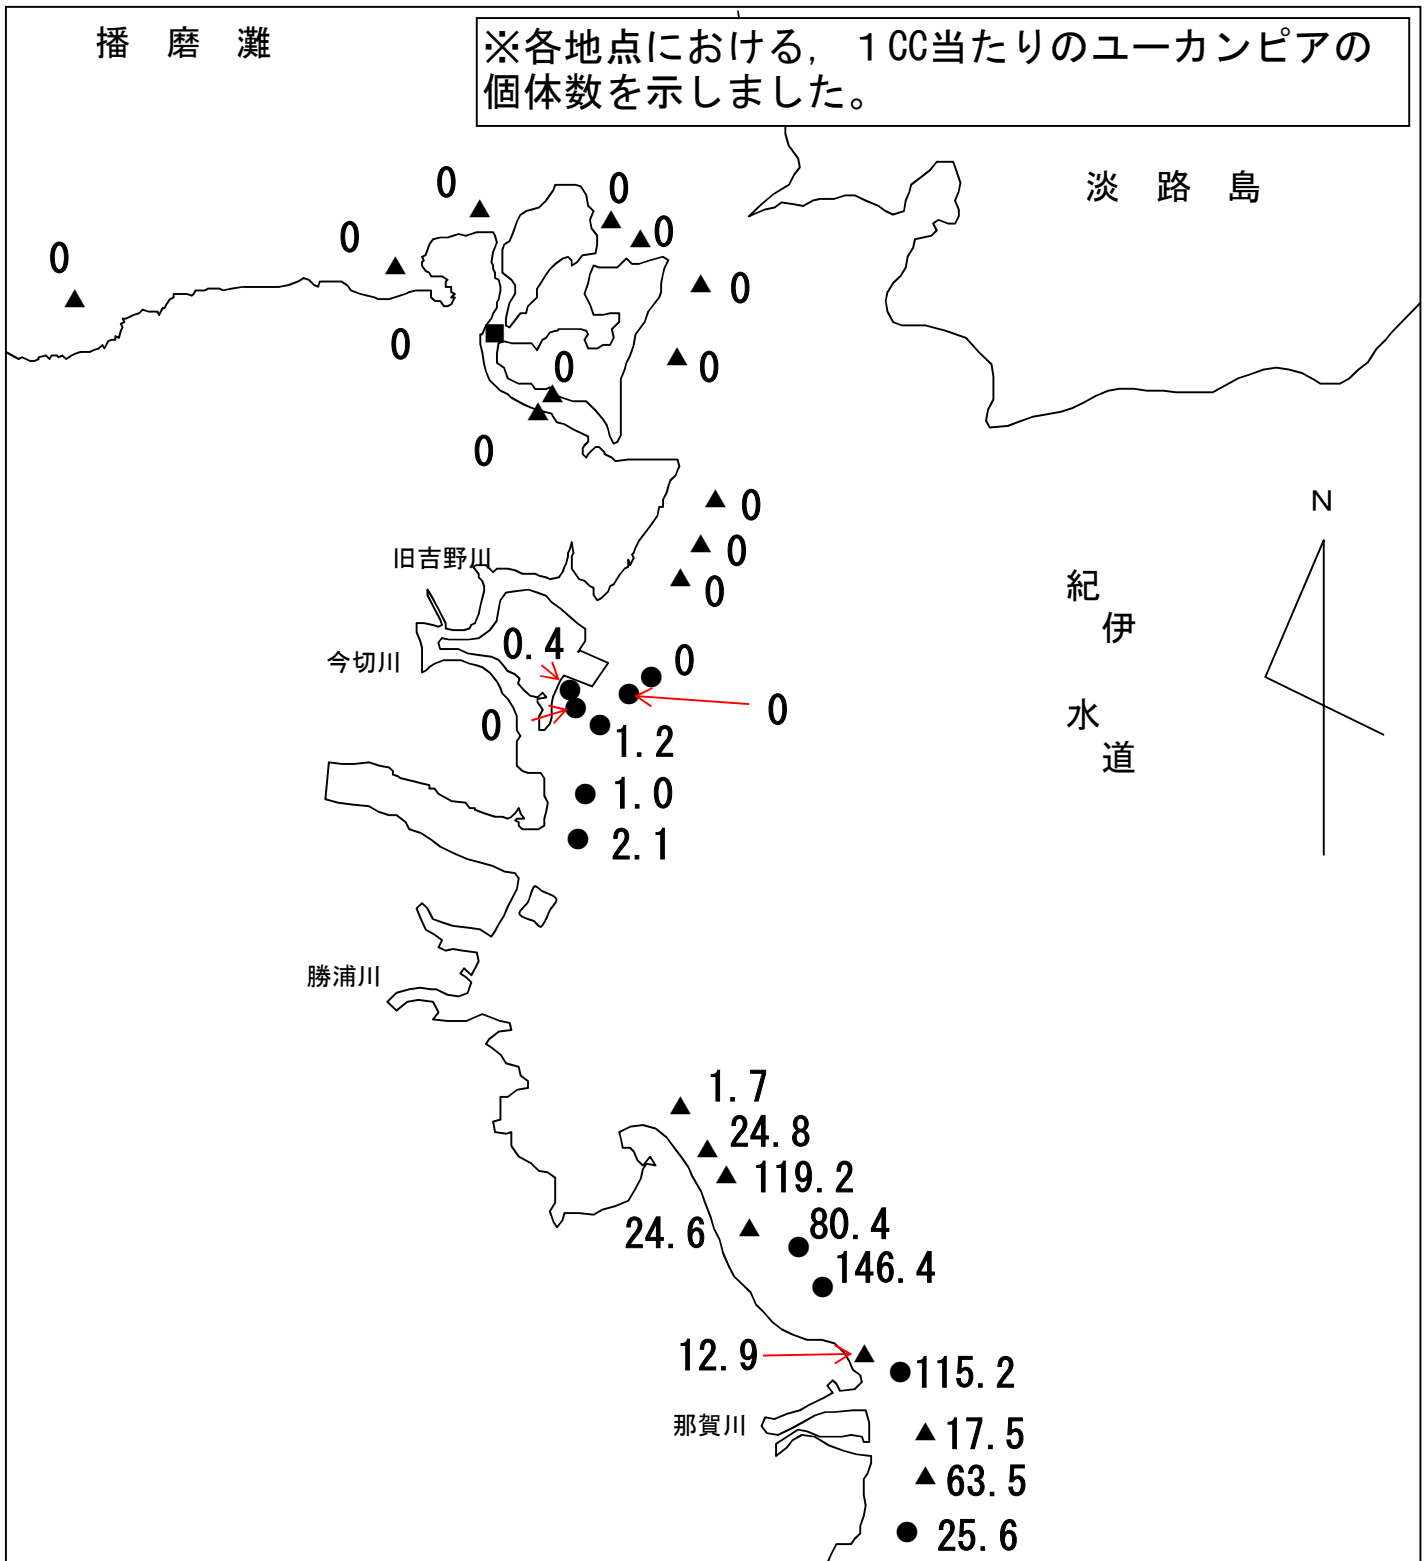 播 磨 灘
※各地点における, 1CC当たりのユーカンピアの
個体数を示しました。
淡 路 島
0
0
0
0
0
0
0
0
0
0
0
0
0
0
N
旧吉野川
紀
伊
水
道
今切川
0.4
0
0
0
1.2
1.0
2.1
勝浦川
1.7
24.8
119.2
24.6
80.4
146.4
12.9
115.2
那賀川
17.5
63.5
25.6